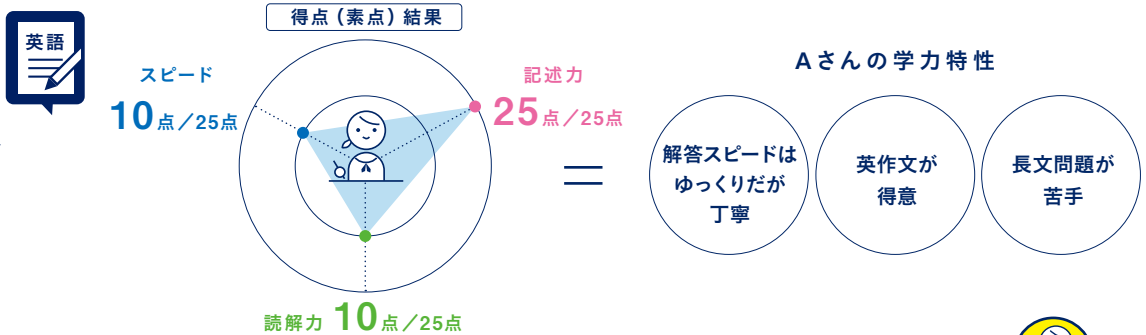 英語
得点(素点)結果
スピード
10点/25点
記述力
25点/25点
読解力 10点/25点
Aさんの学力特性
解答スピードは
ゆっくりだが
丁寧
英作文が
得意
長文問題が
苦手